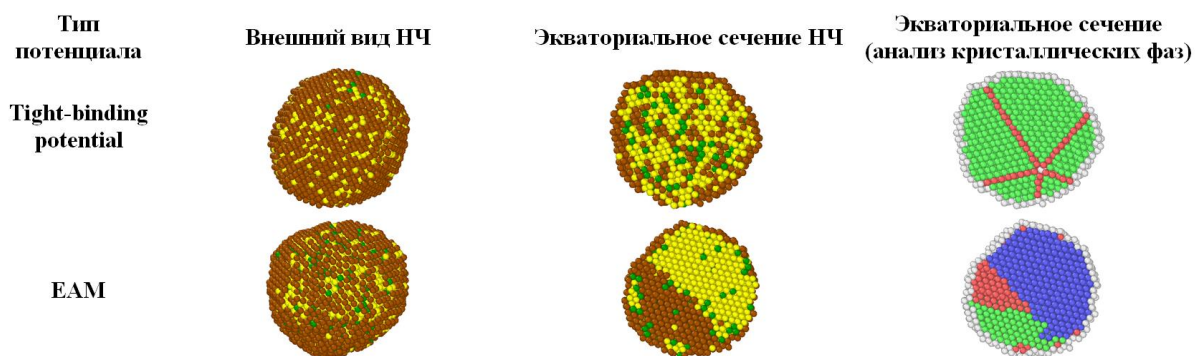 Тип
потенциала
Внешний вид НЧ
Экваториальное сечение НЧ
Экваториальное сечение
(анализ кристаллических фаз)
Tight-binding
potential
EAM